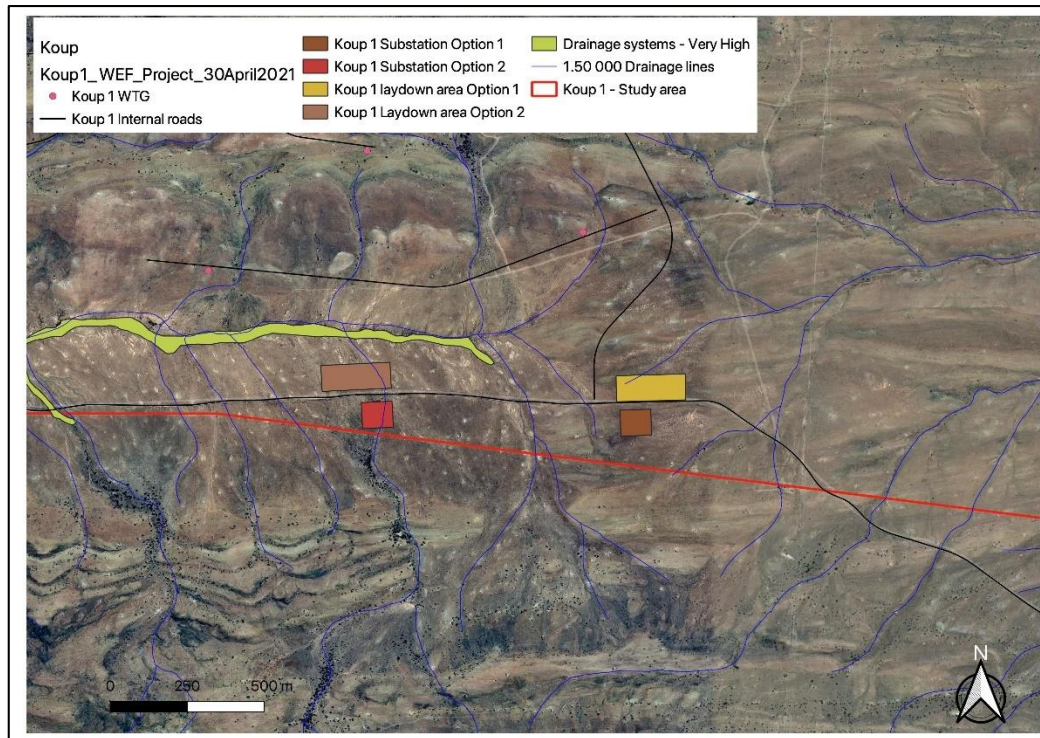 Koup
Koup1_WEF_Project_30April2021
Koup 1 WTG
Koup 1 Internal roads
Koup 1 Substation Option 1
Koup 1 Substation Option 2
Koup 1 laydown area Option 1
Koup 1 Laydown area Option 2
Drainage systems - Very High
1.50 000 Drainage lines
Koup 1 - Study area
0 250 500 m
N